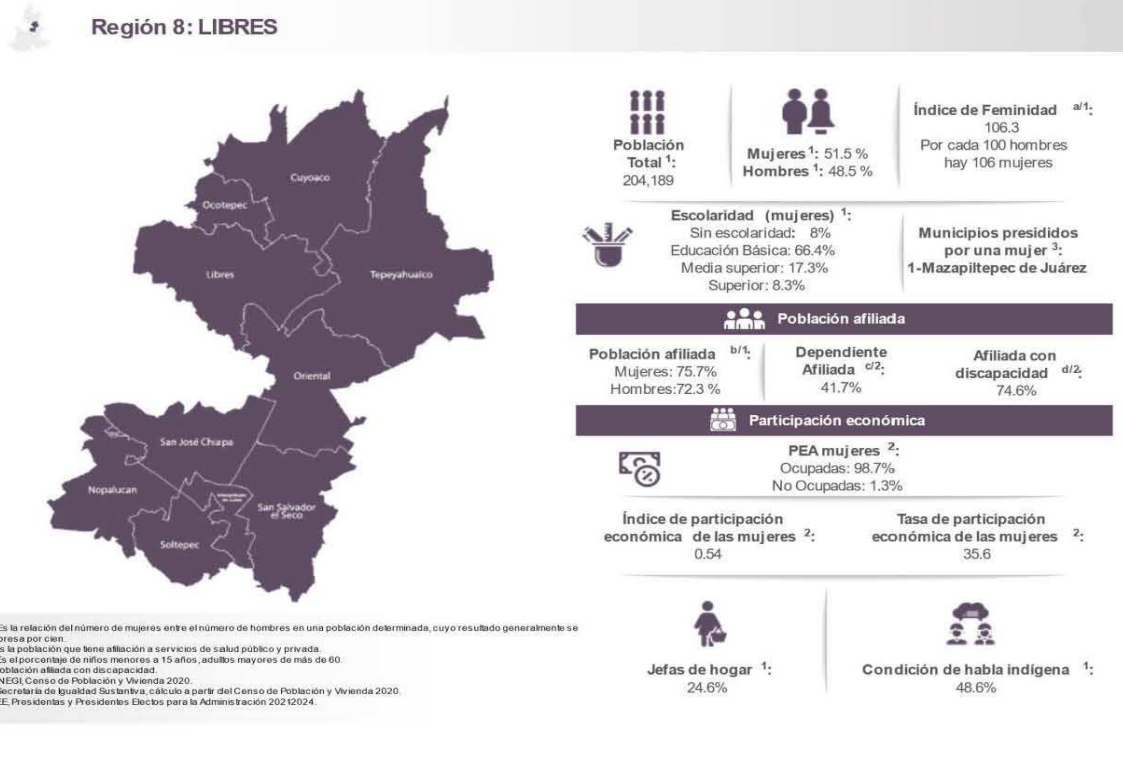 Región 8: LIBRES
Cuyoaco
Ocotepec
Libres
Tepeyahualco
Oriental
San José Chiapa
Nopalucan
San Salvador
el Seco
Soltepec
Población
Total 1:
204,189
Mujeres 1: 51.5 %
Hombres 1: 48.5 %
Índice de Feminidad a/1:
106.3
Por cada 100 hombres
hay 106 mujeres
Escolaridad (mujeres) 1:
Sin escolaridad: 8%
Educación Básica: 66.4%
Media superior: 17.3%
Superior: 8.3%
Municipios presididos
por una mujer 3:
1-Mazapiltepec de Juárez
Población afiliada
Población afiliada b/1:
Mujeres: 75.7%
Hombres:72.3 %
Dependiente
Afiliada c/2:
41.7%
Afiliada con
discapacidad d/2:
74.6%
Participación económica
PEA mujeres 2:
Ocupadas: 98.7%
No Ocupadas: 1.3%
Índice de participación
económica de las mujeres 2:
0.54
Tasa de participación
económica de las mujeres 2:
35.6
Jefas de hogar 1:
24.6%
Condición de habla indígena 1:
48.6%
Es la relación del número de mujeres entre el número de hombres en una población determinada, cuyo resultado generalmente se
presa por cien.
s la población que tiene afiliación a servicios de salud público y privada.
Es el porcentaje de niños menores a 15 años, adultos mayores de más de 60.
oblación afiliada con discapacidad.
NEGI, Censo de Población y Vivienda 2020.
Secretaría de Igualdad Sustantiva, cálculo a partir del Censo de Población y Vivienda 2020.
EE, Presidentas y Presidentes Electos para la Administración 20212024.